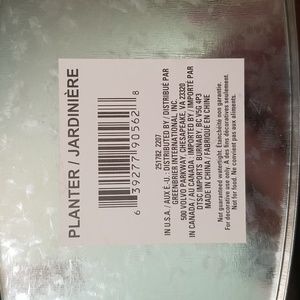 PLANTER / JARDINIÈRE
6 39277 90562 8
251782 2207
IN U.S.A. / AUX É.-U.: DISTRIBUTED BY / DISTRIBUÉ PAR
GREENBRIER INTERNATIONAL, INC.
500 VOLVO PARKWAY, CHESAPEAKE, VA 23320
IN CANADA / AU CANADA: IMPORTED BY / IMPORTÉ PAR
DTSC IMPORTS, BURNABY, BC V5G 4P3
MADE IN CHINA / FABRIQUÉ EN CHINE
Not guaranteed watertight. Étanchéité non garantie.
For decorative use only. À des fins décoratives seulement.
Not for food. Ne convient pas aux aliments.